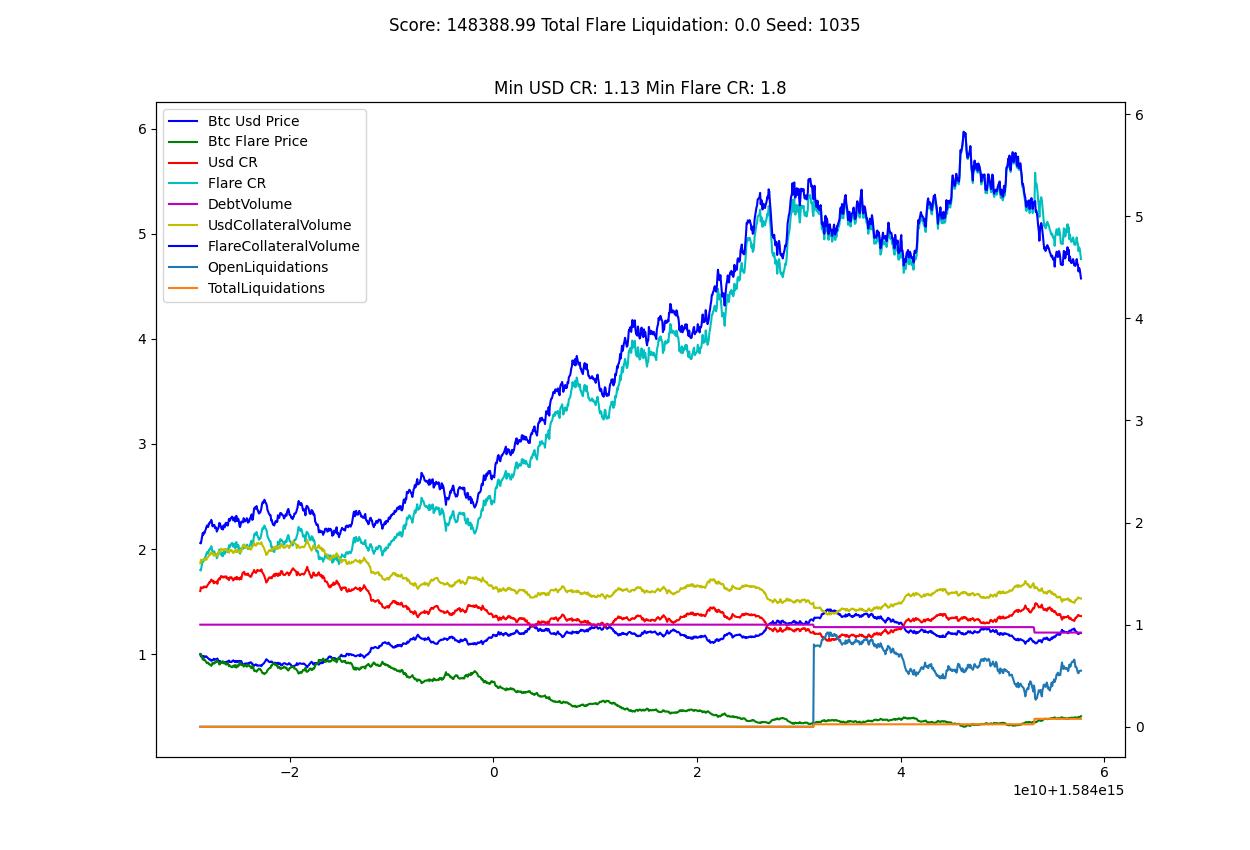 Score: 148388.99 Total Flare Liquidation: 0.0 Seed: 1035
Min USD CR: 1.13 Min Flare CR: 1.8
Btc Usd Price
Btc Flare Price
Usd CR
Flare CR
DebtVolume
UsdCollateralVolume
FlareCollateralVolume
OpenLiquidations
TotalLiquidations
6
5
4
3
2
1
6
5
4
3
2
1
0
−2
0
2
4
6
1e10+1.584e15